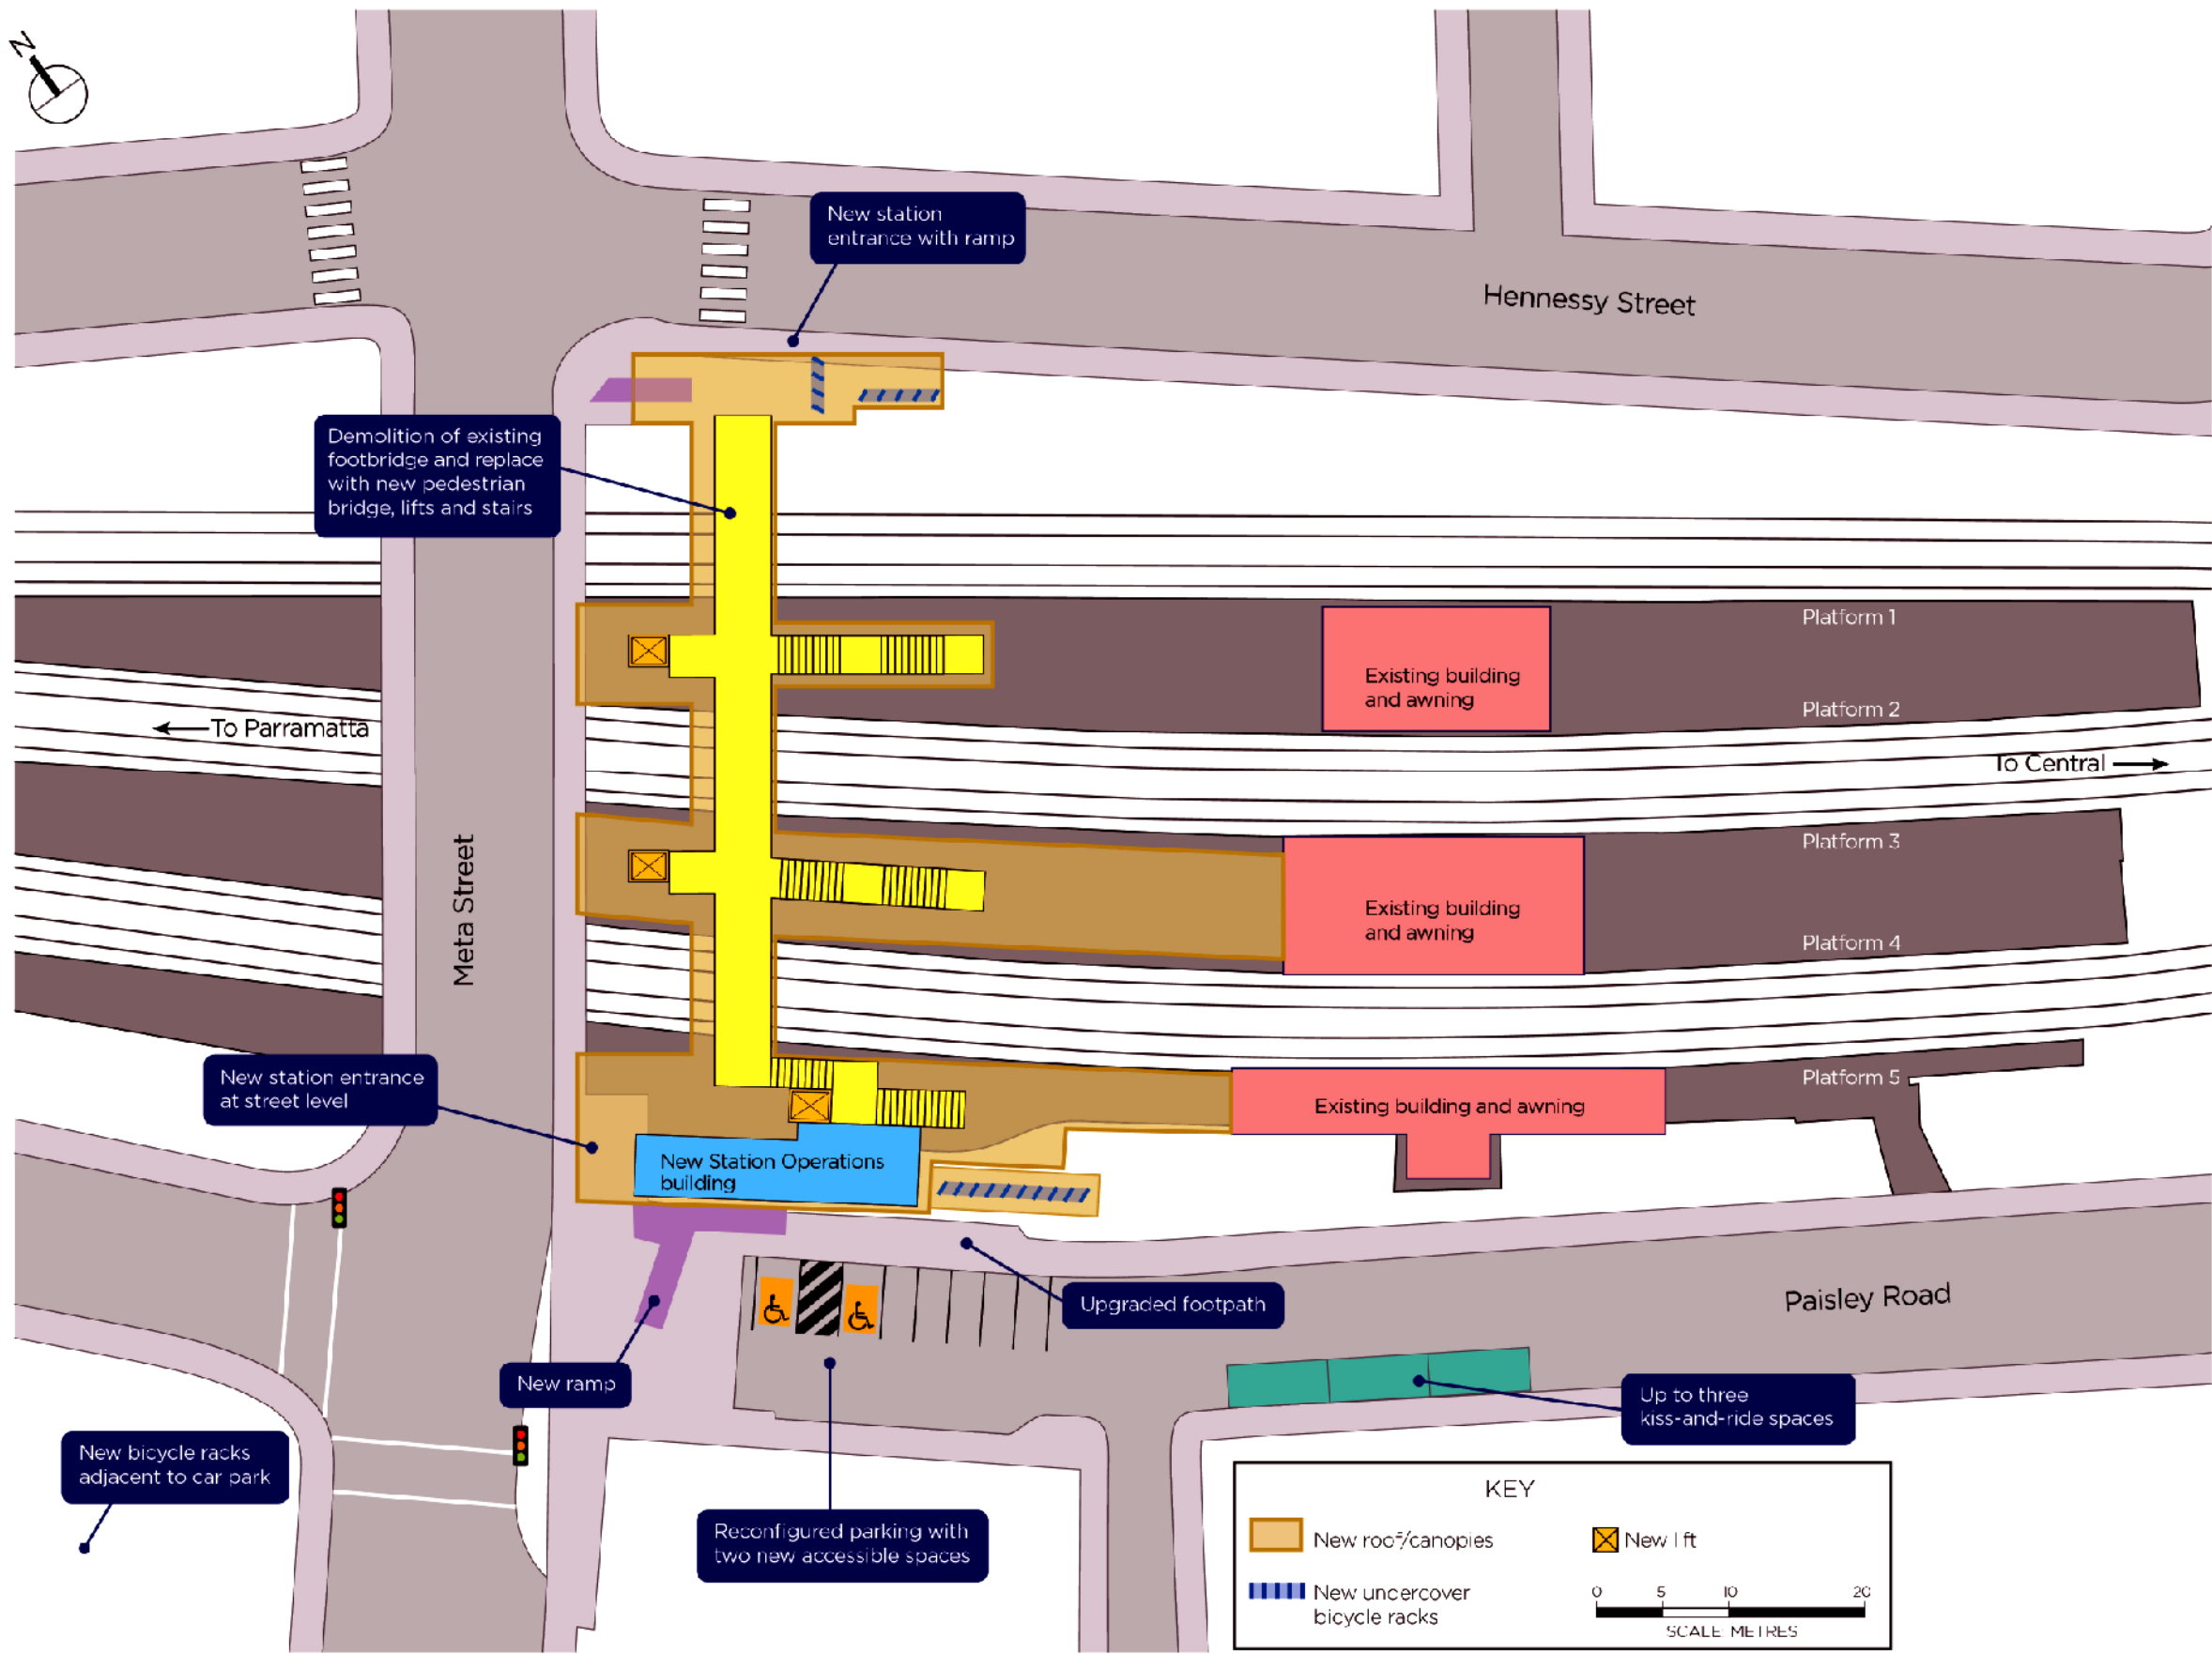 N
New station
entrance with ramp
Hennessy Street
Demolition of existing
footbridge and replace
with new pedestrian
bridge, lifts and stairs
Platform 1
Existing building
and awning
Platform 2
To Parramatta
To Central
Meta Street
Platform 3
Existing building
and awning
Platform 4
New station entrance
at street level
Platform 5
Existing building and awning
New Station Operations
building
Upgraded footpath
Paisley Road
New ramp
Up to three
kiss-and-ride spaces
New bicycle racks
adjacent to car park
Reconfigured parking with
two new accessible spaces
KEY
New roof/canopies
New lift
New uncover
bicycle racks
0 5 10 20
SCALE: METRES